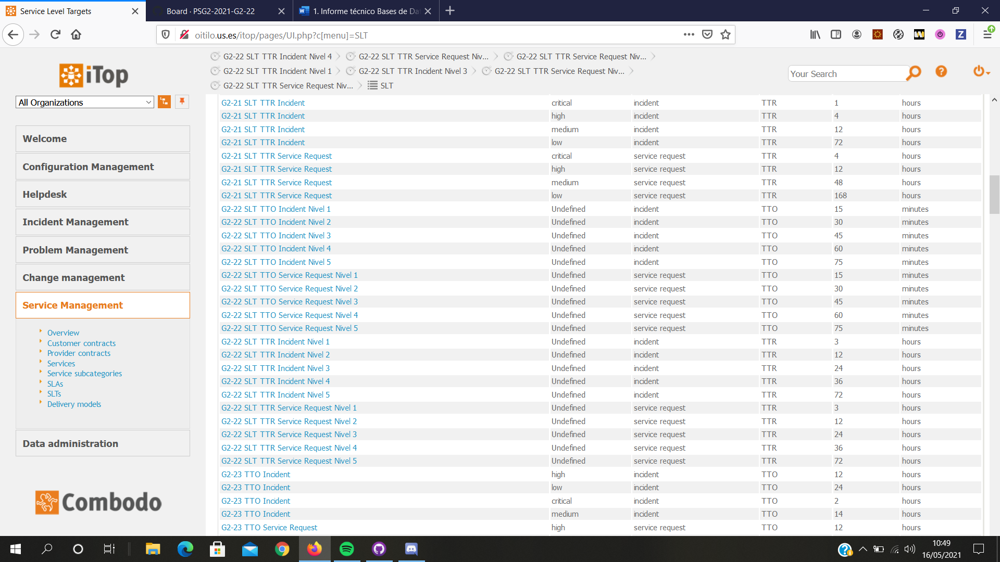 Service Level Targets
Board · PSG2-2021-G2-22
1. Informe técnico Bases de Da
oitilo.us.es/itop/pages/UI.php?c[menu]=SLT
iTop
All Organizations
G2-22 SLT TTR Incident Nivel 4
G2-22 SLT TTR Service Request Niv...
G2-22 SLT TTR Service Request Niv...
G2-22 SLT TTR Incident Nivel 1
G2-22 SLT TTR Incident Nivel 3
G2-22 SLT TTR Service Request Niv...
G2-22 SLT TTR Service Request Niv...
SLT
Your Search
Welcome
Configuration Management
Helpdesk
Incident Management
Problem Management
Change management
Service Management
Overview
Customer contracts
Provider contracts
Services
Service subcategories
SLAs
SLTs
Delivery models
Data administration
Combodo
G2-21 SLT TTR Incident critical incident TTR 1 hours
G2-21 SLT TTR Incident high incident TTR 4 hours
G2-21 SLT TTR Incident medium incident TTR 12 hours
G2-21 SLT TTR Incident low incident TTR 72 hours
G2-21 SLT TTR Service Request critical service request TTR 4 hours
G2-21 SLT TTR Service Request high service request TTR 12 hours
G2-21 SLT TTR Service Request medium service request TTR 48 hours
G2-21 SLT TTR Service Request low service request TTR 168 hours
G2-22 SLT TTO Incident Nivel 1 Undefined incident TTO 15 minutes
G2-22 SLT TTO Incident Nivel 2 Undefined incident TTO 30 minutes
G2-22 SLT TTO Incident Nivel 3 Undefined incident TTO 45 minutes
G2-22 SLT TTO Incident Nivel 4 Undefined incident TTO 60 minutes
G2-22 SLT TTO Incident Nivel 5 Undefined incident TTO 75 minutes
G2-22 SLT TTO Service Request Nivel 1 Undefined service request TTO 15 minutes
G2-22 SLT TTO Service Request Nivel 2 Undefined service request TTO 30 minutes
G2-22 SLT TTO Service Request Nivel 3 Undefined service request TTO 45 minutes
G2-22 SLT TTO Service Request Nivel 4 Undefined service request TTO 60 minutes
G2-22 SLT TTO Service Request Nivel 5 Undefined service request TTO 75 minutes
G2-22 SLT TTR Incident Nivel 1 Undefined incident TTR 3 hours
G2-22 SLT TTR Incident Nivel 2 Undefined incident TTR 12 hours
G2-22 SLT TTR Incident Nivel 3 Undefined incident TTR 24 hours
G2-22 SLT TTR Incident Nivel 4 Undefined incident TTR 36 hours
G2-22 SLT TTR Incident Nivel 5 Undefined incident TTR 72 hours
G2-22 SLT TTR Service Request Nivel 1 Undefined service request TTR 3 hours
G2-22 SLT TTR Service Request Nivel 2 Undefined service request TTR 12 hours
G2-22 SLT TTR Service Request Nivel 3 Undefined service request TTR 24 hours
G2-22 SLT TTR Service Request Nivel 4 Undefined service request TTR 36 hours
G2-22 SLT TTR Service Request Nivel 5 Undefined service request TTR 72 hours
G2-23 TTO Incident high incident TTO 12 hours
G2-23 TTO Incident low incident TTO 24 hours
G2-23 TTO Incident critical incident TTO 2 hours
G2-23 TTO Incident medium incident TTO 14 hours
G2-23 TTO Service Request high service request TTO 12 hours
10:49
16/05/2021